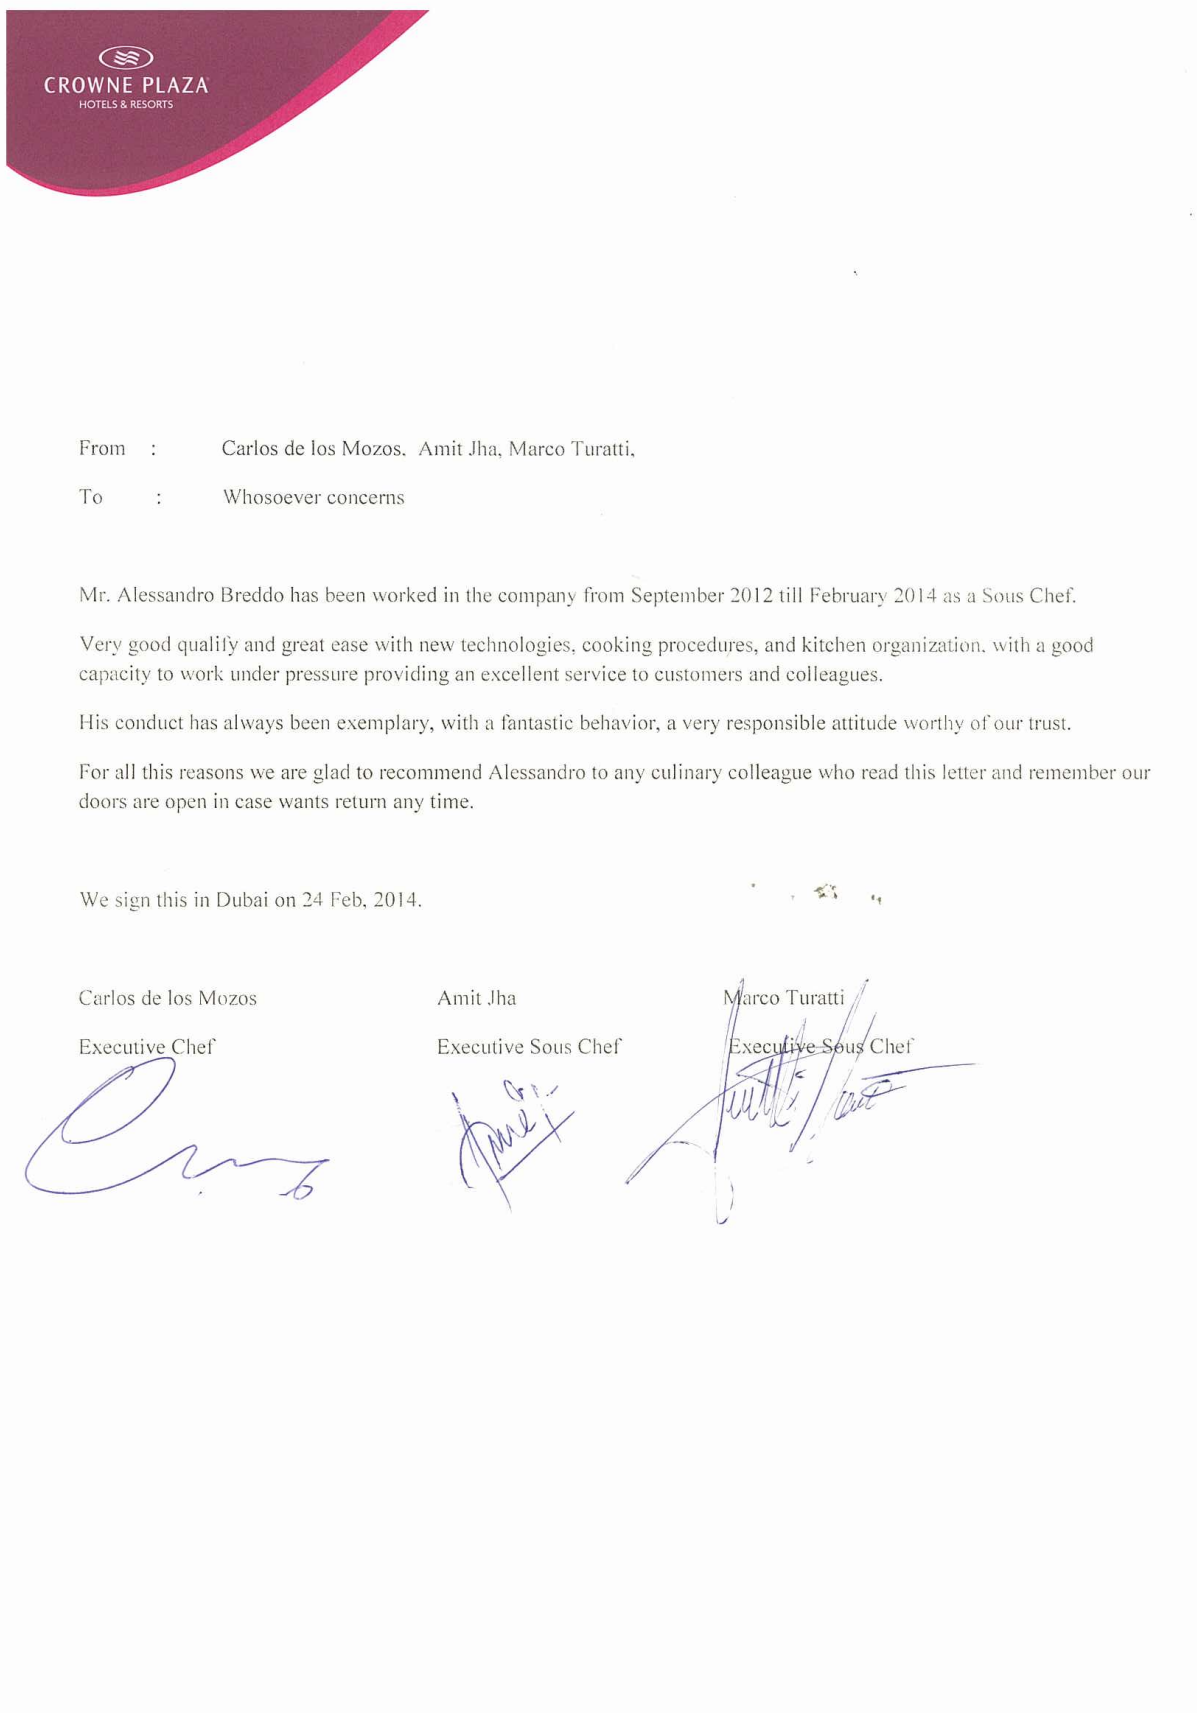 CROWNE PLAZA
HOTELS & RESORTS
From : Carlos de los Mozos, Amit Jha, Marco Turatti,
To : Whosoever concerns
Mr. Alessandro Breddo has been worked in the company from September 2012 till February 2014 as a Sous Chef.
Very good qualify and great ease with new technologies, cooking procedures, and kitchen organization, with a good
capacity to work under pressure providing an excellent service to customers and colleagues.
His conduct has always been exemplary, with a fantastic behavior, a very responsible attitude worthy of our trust.
For all this reasons we are glad to recommend Alessandro to any culinary colleague who read this letter and remember our
doors are open in case wants return any time.
We sign this in Dubai on 24 Feb, 2014.
Carlos de los Mozos Amit Jha Marco Turatti
Executive Chef Executive Sous Chef Executive Sous Chef